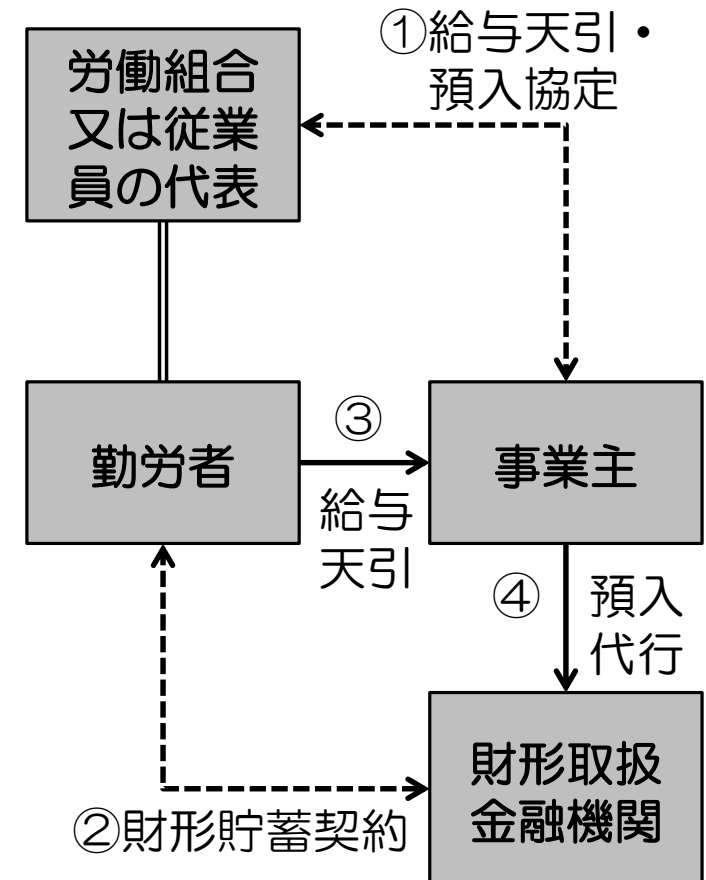 ①給与天引・
預入協定
労働組合
又は従業
員の代表
勤労者
③
給与
天引
事業主
④
預入
代行
財形取扱
金融機関
②財形貯蓄契約